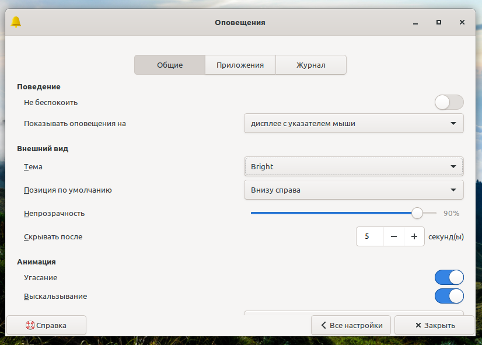 Оповещения
Общие Приложения Журнал
Поведение
Не беспокоить
Показывать оповещения на дисплее с указателем мыши
Внешний вид
Тема Bright
Позиция по умолчанию Внизу справа
Непрозрачность 90%
Скрывать после 5 − + секунд(ы)
Анимация
Угасание
Выскальзывание
Справка Все настройки Закрыть